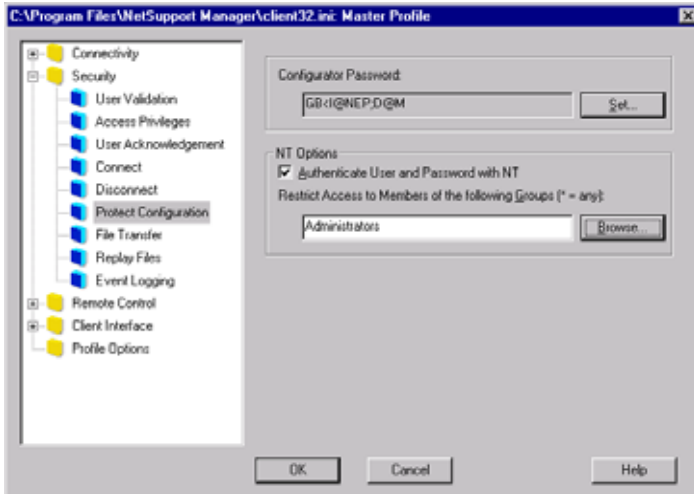 C:\Program Files\NetSupport Manager\client32.ini: Master Profile
Connectivity
Security
User Validation
Access Privileges
User Acknowledgement
Connect
Disconnect
Protect Configuration
File Transfer
Replay Files
Event Logging
Remote Control
Client Interface
Profile Options
Configurator Password:
GB<I@NEP;D@M
Set...
NT Options
Authenticate User and Password with NT
Restrict Access to Members of the following Groups (* = any):
Administrators
Browse...
OK
Cancel
Help